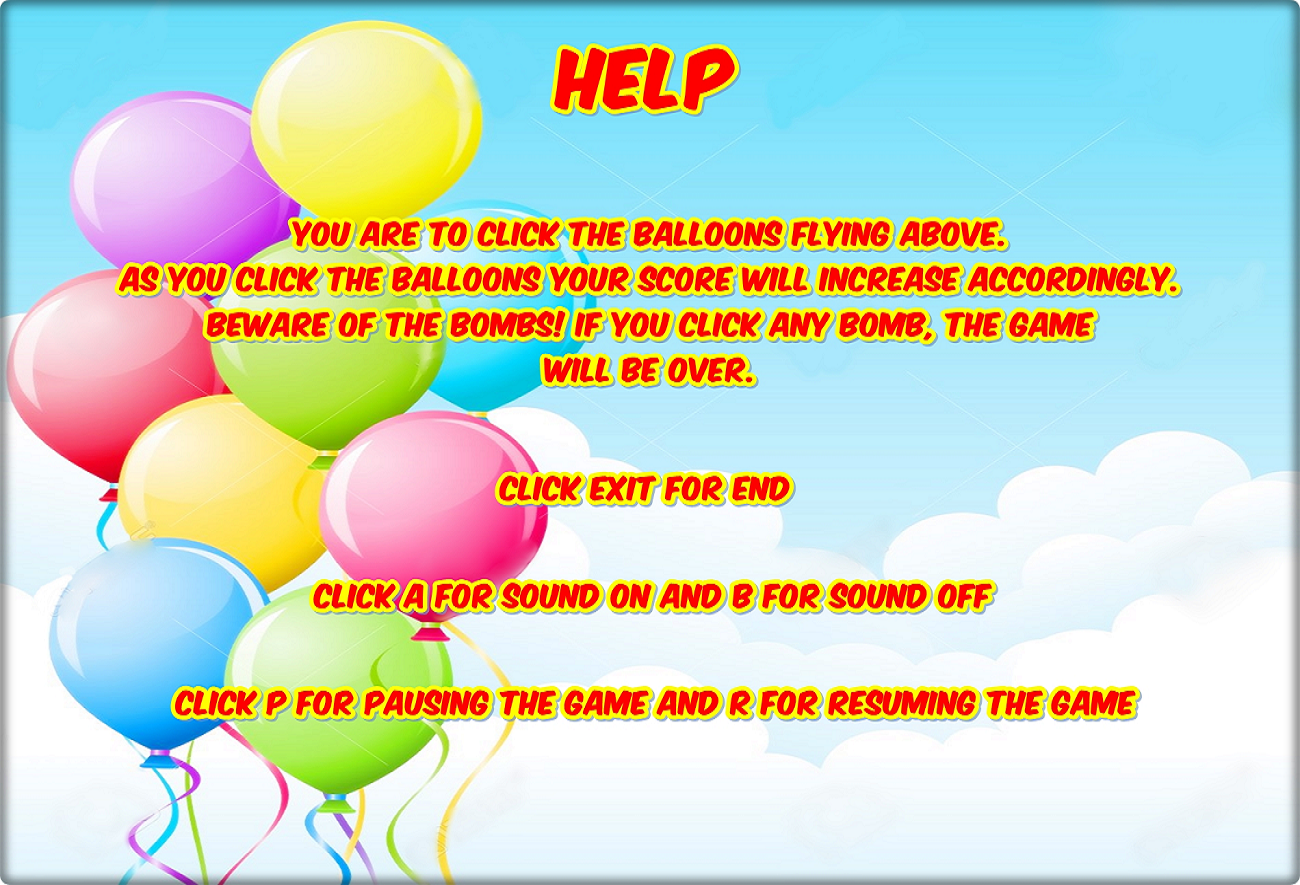 HELP
YOU ARE TO CLICK THE BALLOONS FLYING ABOVE.
AS YOU CLICK THE BALLOONS YOUR SCORE WILL INCREASE ACCORDINGLY.
BEWARE OF THE BOMBS! IF YOU CLICK ANY BOMB, THE GAME
WILL BE OVER.
CLICK EXIT FOR END
CLICK A FOR SOUND ON AND B FOR SOUND OFF
CLICK P FOR PAUSING THE GAME AND R FOR RESUMING THE GAME